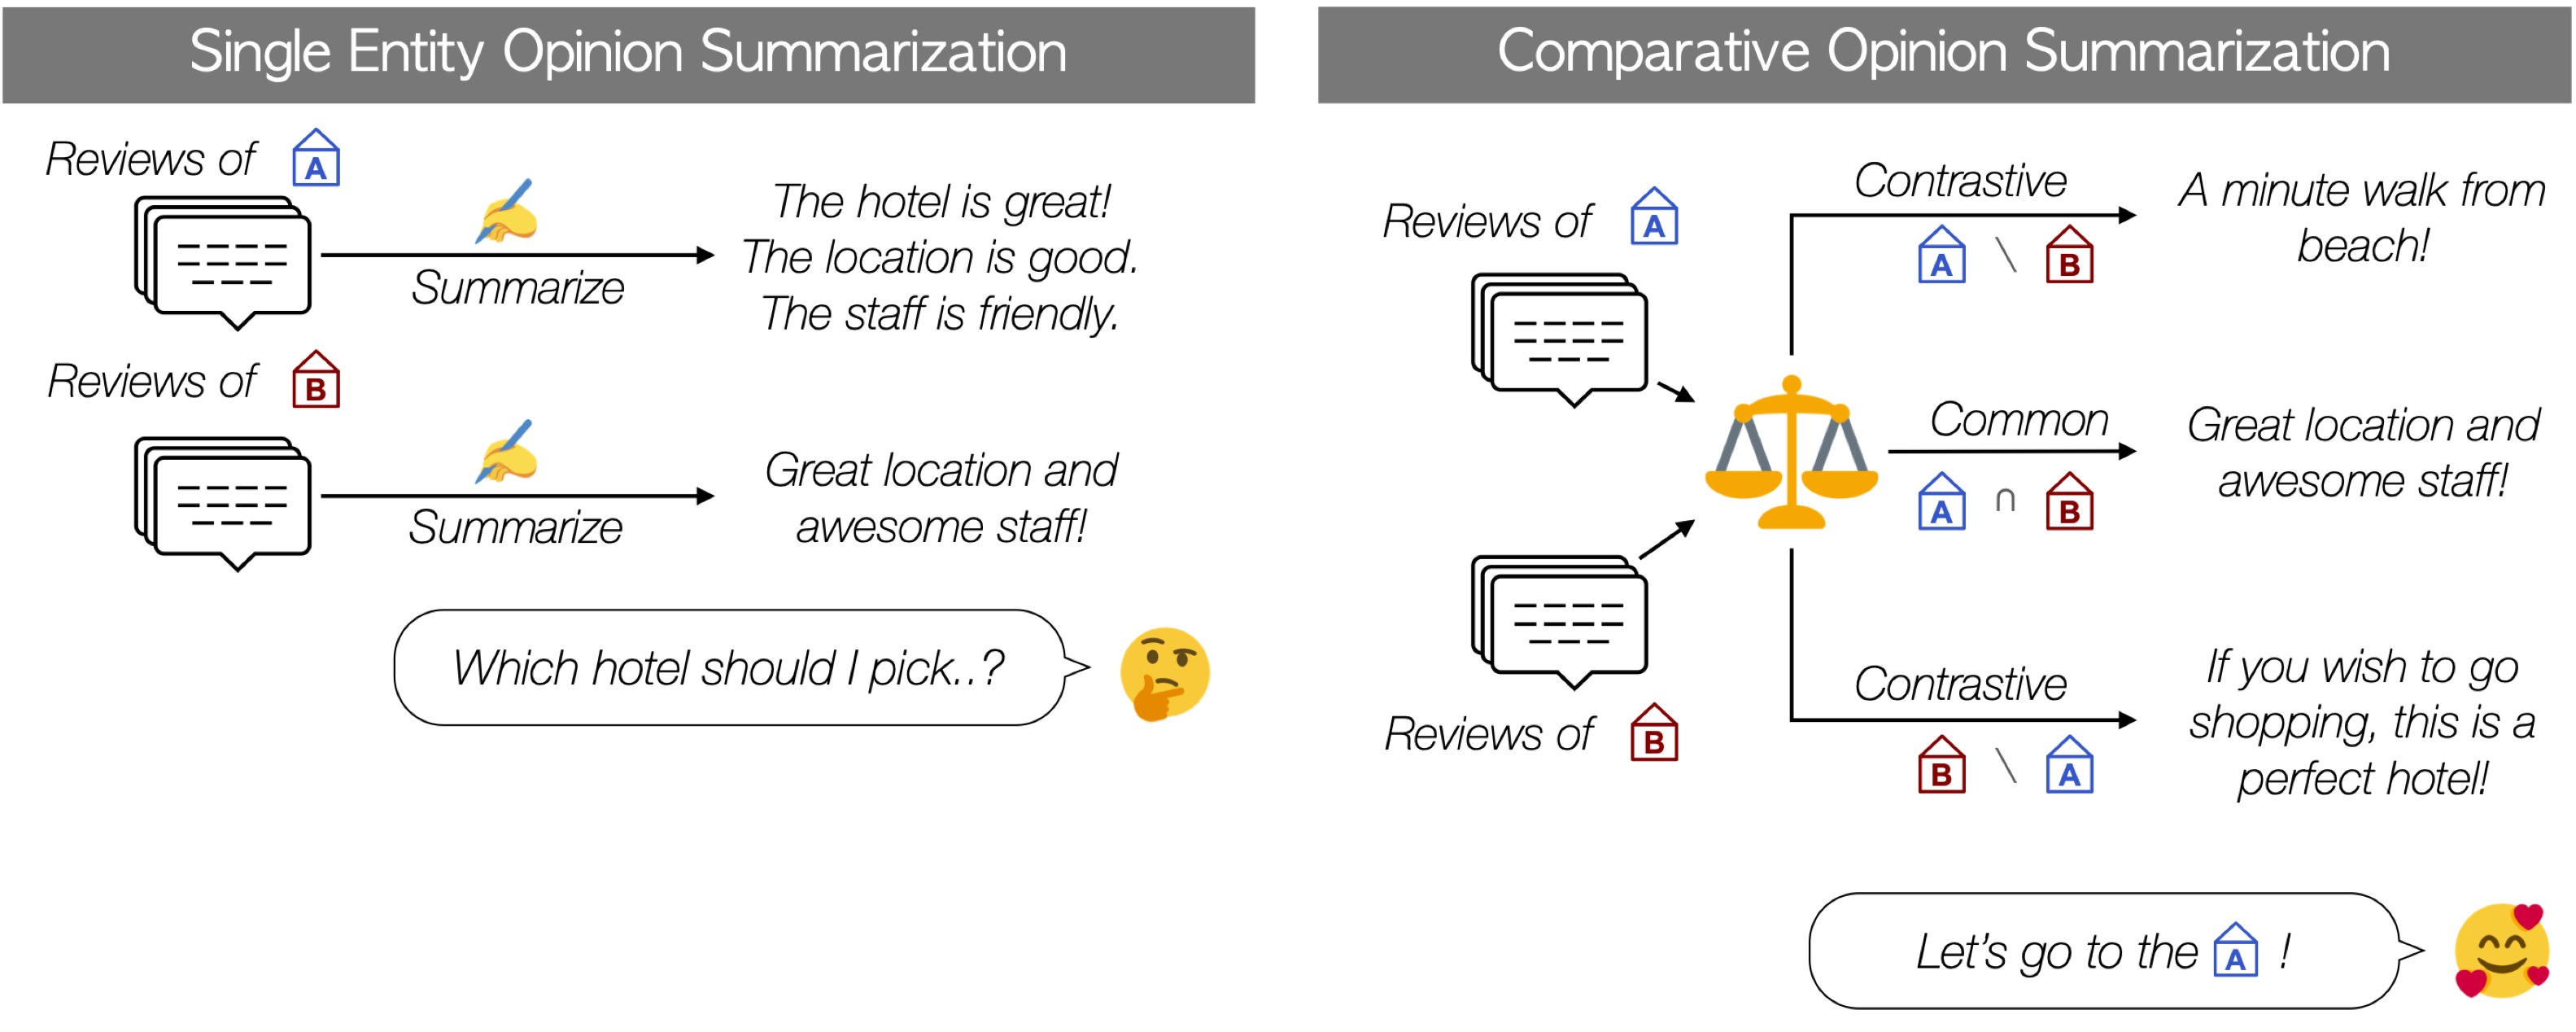 Single Entity Opinion Summarization
Reviews of A
Summarize
The hotel is great!
The location is good.
The staff is friendly.
Reviews of B
Summarize
Great location and
awesome staff!
Which hotel should I pick..?
Comparative Opinion Summarization
Reviews of A
Reviews of B
Contrastive
A \ B
A minute walk from
beach!
Common
A ∩ B
Great location and
awesome staff!
Contrastive
B \ A
If you wish to go
shopping, this is a
perfect hotel!
Let's go to the A !